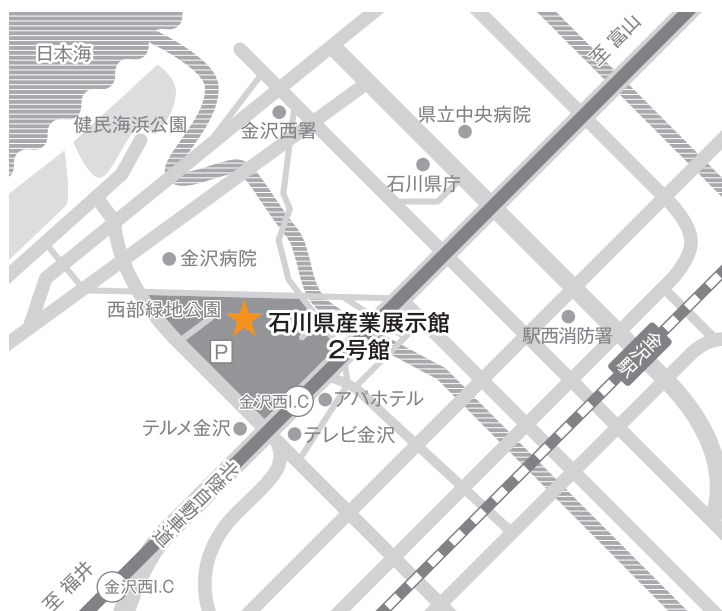 日本海
至 富山
健民海浜公園
金沢西署
県立中央病院
石川県庁
金沢病院
西部緑地公園
石川県産業展示館
2号館
駅西消防署
金沢駅
P
金沢西I.C
アパホテル
テルメ金沢
テレビ金沢
北陸自動車道
至 福井
金沢西I.C